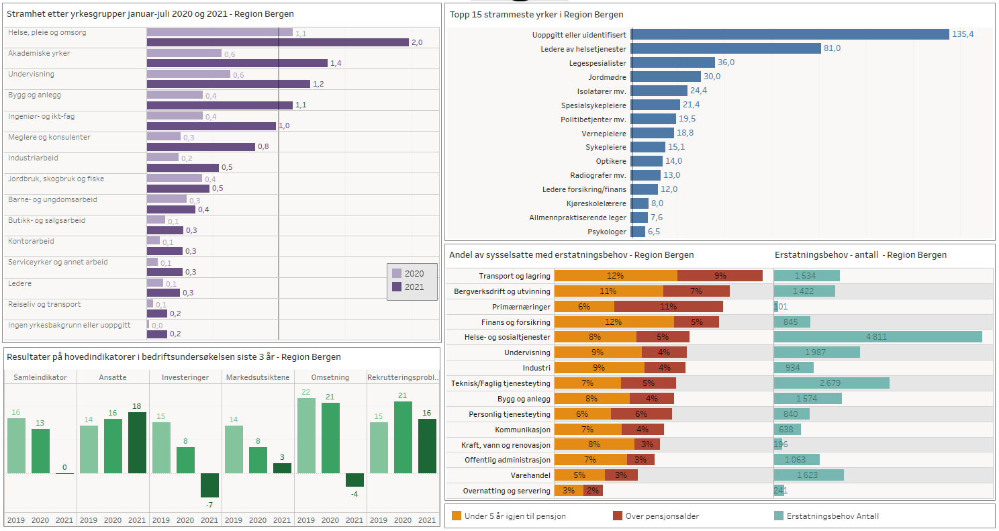 Stramhet etter yrkesgrupper januar-juli 2020 og 2021 - Region Bergen
Helse, pleie og omsorg 1,1
2,0
Akademiske yrker 0,6
1,4
Undervisning 0,6
1,2
Bygg og anlegg 0,4
1,1
Ingeniør- og ikt-fag 0,4
1,0
Meglere og konsulenter 0,3
0,8
Industriarbeid 0,2
0,5
Jordbruk, skogbruk og fiske 0,4
0,5
Barne- og ungdomsarbeid 0,3
0,4
Butikk- og salgsarbeid 0,1
0,3
Kontorarbeid 0,1
0,3
Serviceyrker og annet arbeid 0,1
0,3
Ledere 0,1
0,3
Reiseliv og transport 0,1
0,2
Ingen yrkesbakgrunn eller uoppgitt 0,0
0,2
2020
2021
Topp 15 strammeste yrker i Region Bergen
Uoppgitt eller uidentifisert 135,4
Ledere av helsetjenester 81,0
Legespesialister 36,0
Jordmødre 30,0
Isolatører mv. 24,4
Spesialsykepleiere 21,4
Politibetjenter mv. 19,5
Vernepleiere 18,8
Sykepleiere 15,1
Optikere 14,0
Radiografer mv. 13,0
Ledere forsikring/finans 12,0
Kjøreskolelærere 8,0
Allmennpraktiserende leger 7,6
Psykologer 6,5
Resultater på hovedindikatorer i bedriftsundersøkelsen siste 3 år - Region Bergen
Samleindikator Ansatte Investeringer Markedsutsiktene Omsetning Rekrutteringsprobl..
16 13 0 14 16 18 15 8 -7 14 8 3 22 21 -4 15 21 16
2019 2020 2021 2019 2020 2021 2019 2020 2021 2019 2020 2021 2019 2020 2021 2019 2020 2021
Andel av sysselsatte med erstatningsbehov - Region Bergen Erstatningsbehov - antall - Region Bergen
Transport og lagring 12% 9% 1 534
Bergverksdrift og utvinning 11% 7% 1 422
Primærnæringer 6% 11% 101
Finans og forsikring 12% 5% 845
Helse- og sosialtjenester 8% 5% 4 811
Undervisning 9% 4% 1 987
Industri 9% 4% 934
Teknisk/Faglig tjenesteyting 7% 5% 2 679
Bygg og anlegg 8% 4% 1 574
Personlig tjenesteyting 6% 6% 840
Kommunikasjon 7% 4% 638
Kraft, vann og renovasjon 8% 3% 196
Offentlig administrasjon 7% 3% 1 063
Varehandel 5% 3% 1 623
Overnatting og servering 3% 2% 241
Under 5 år igjen til pensjon Over pensjonsalder Erstatningsbehov Antall